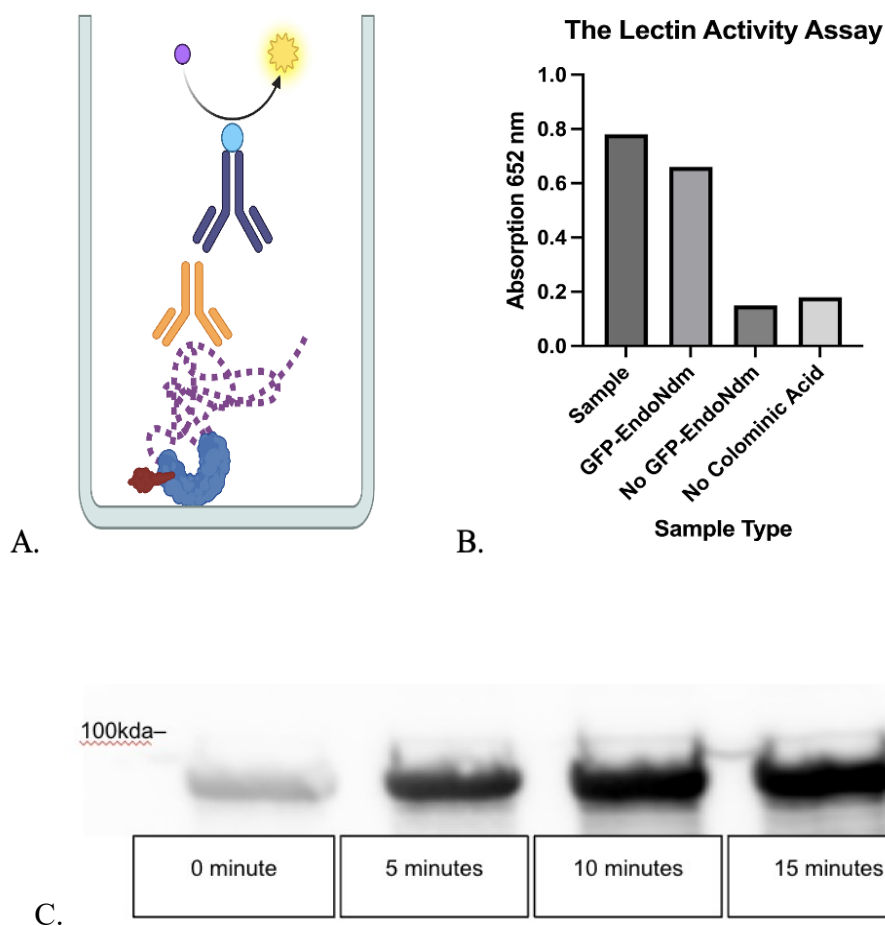 The Lectin Activity Assay
Absorption 652 nm
1.0
0.8
0.6
0.4
0.2
0.0
Sample
GFP-EndoNdm
No GFP-EndoNdm
No Colominic Acid
Sample Type
A.
B.
100kda–
0 minute
5 minutes
10 minutes
15 minutes
C.